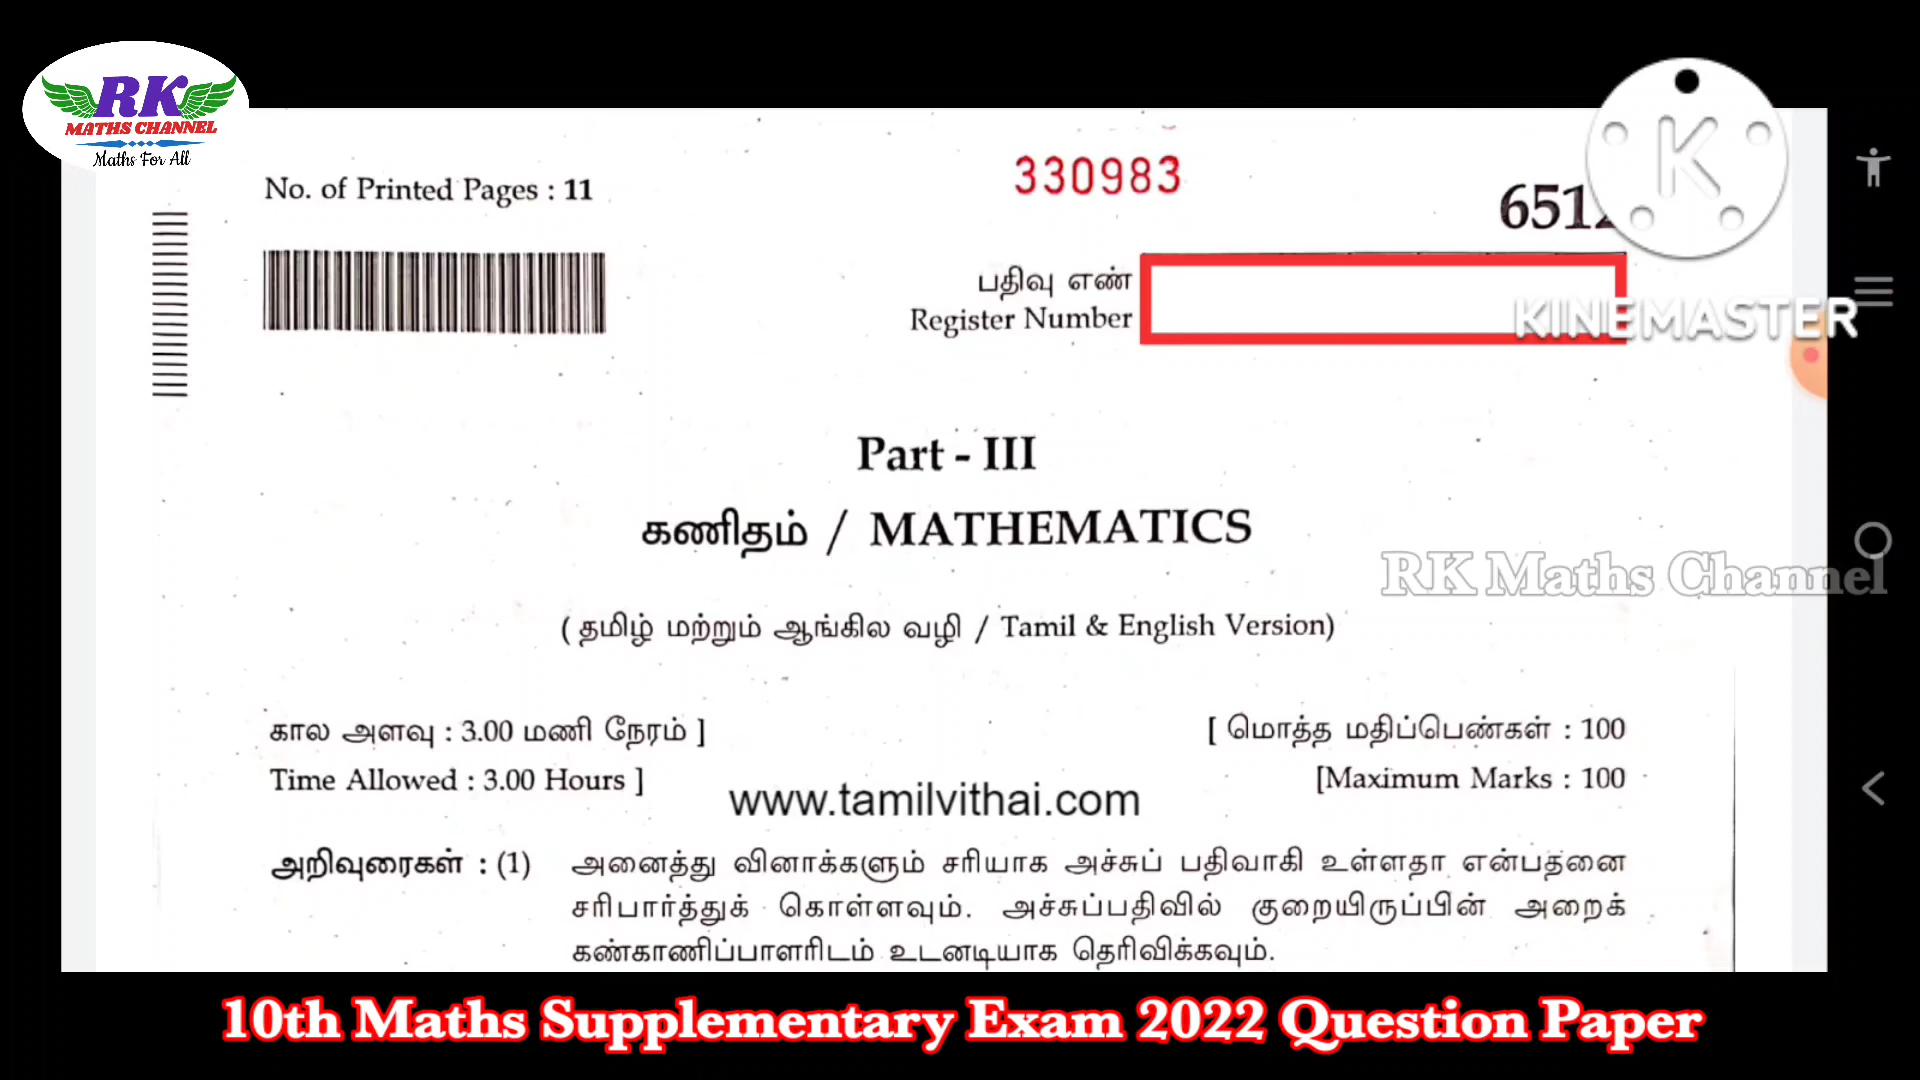 RK
MATHS CHANNEL
Maths For All
No. of Printed Pages : 11
330983
பதிவு எண்
Register Number
KINEMASTER
Part - III
கணிதம் / MATHEMATICS
RK Maths Channel
( தமிழ் மற்றும் ஆங்கில வழி / Tamil & English Version)
கால அளவு : 3.00 மணி நேரம் ]
[ மொத்த மதிப்பெண்கள் : 100
Time Allowed : 3.00 Hours ]
[Maximum Marks : 100
www.tamilvithai.com
அறிவுரைகள் : (1) அனைத்து வினாக்களும் சரியாக அச்சுப் பதிவாகி உள்ளதா என்பதனை
சரிபார்த்துக் கொள்ளவும். அச்சுப்பதிவில் குறையிருப்பின் அறைக்
கண்காணிப்பாளரிடம் உடனடியாக தெரிவிக்கவும்.
10th Maths Supplementary Exam 2022 Question Paper